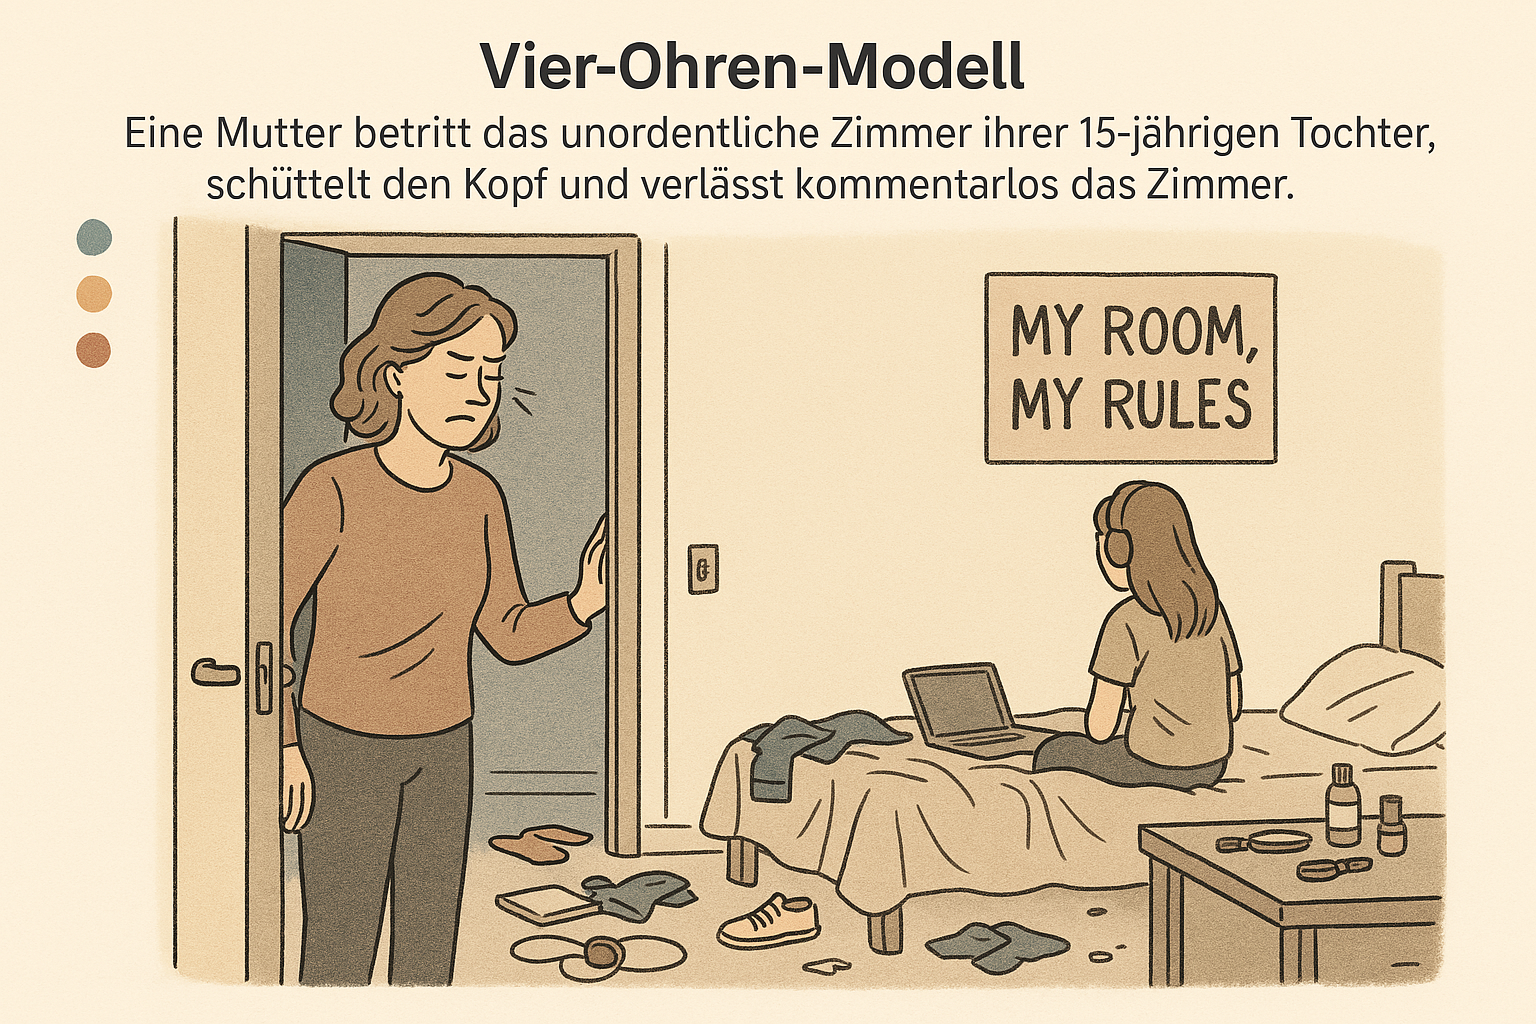 Vier-Ohren-Modell
Eine Mutter betritt das unordentliche Zimmer ihrer 15-jährigen Tochter,
schüttelt den Kopf und verlässt kommentarlos das Zimmer.
MY ROOM,
MY RULES